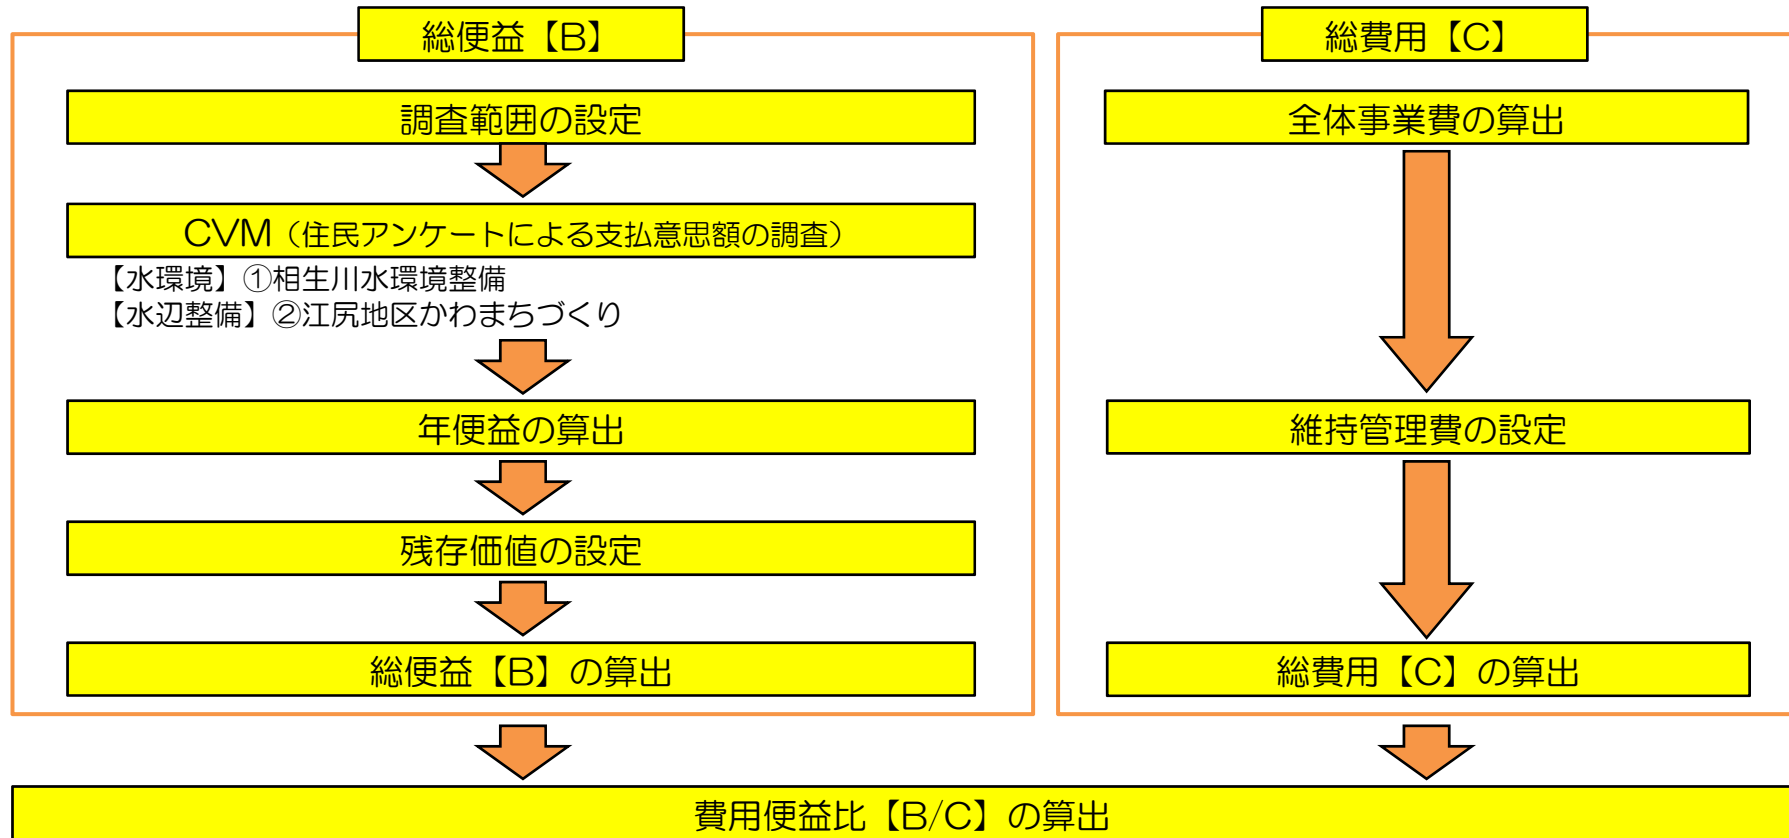 総便益【B】
調査範囲の設定
CVM（住民アンケートによる支払意思額の調査）
【水環境】①相生川水環境整備
【水辺整備】②江尻地区かわまちづくり
年便益の算出
残存価値の設定
総便益【B】の算出
総費用【C】
全体事業費の算出
維持管理費の設定
総費用【C】の算出
費用便益比【B/C】の算出